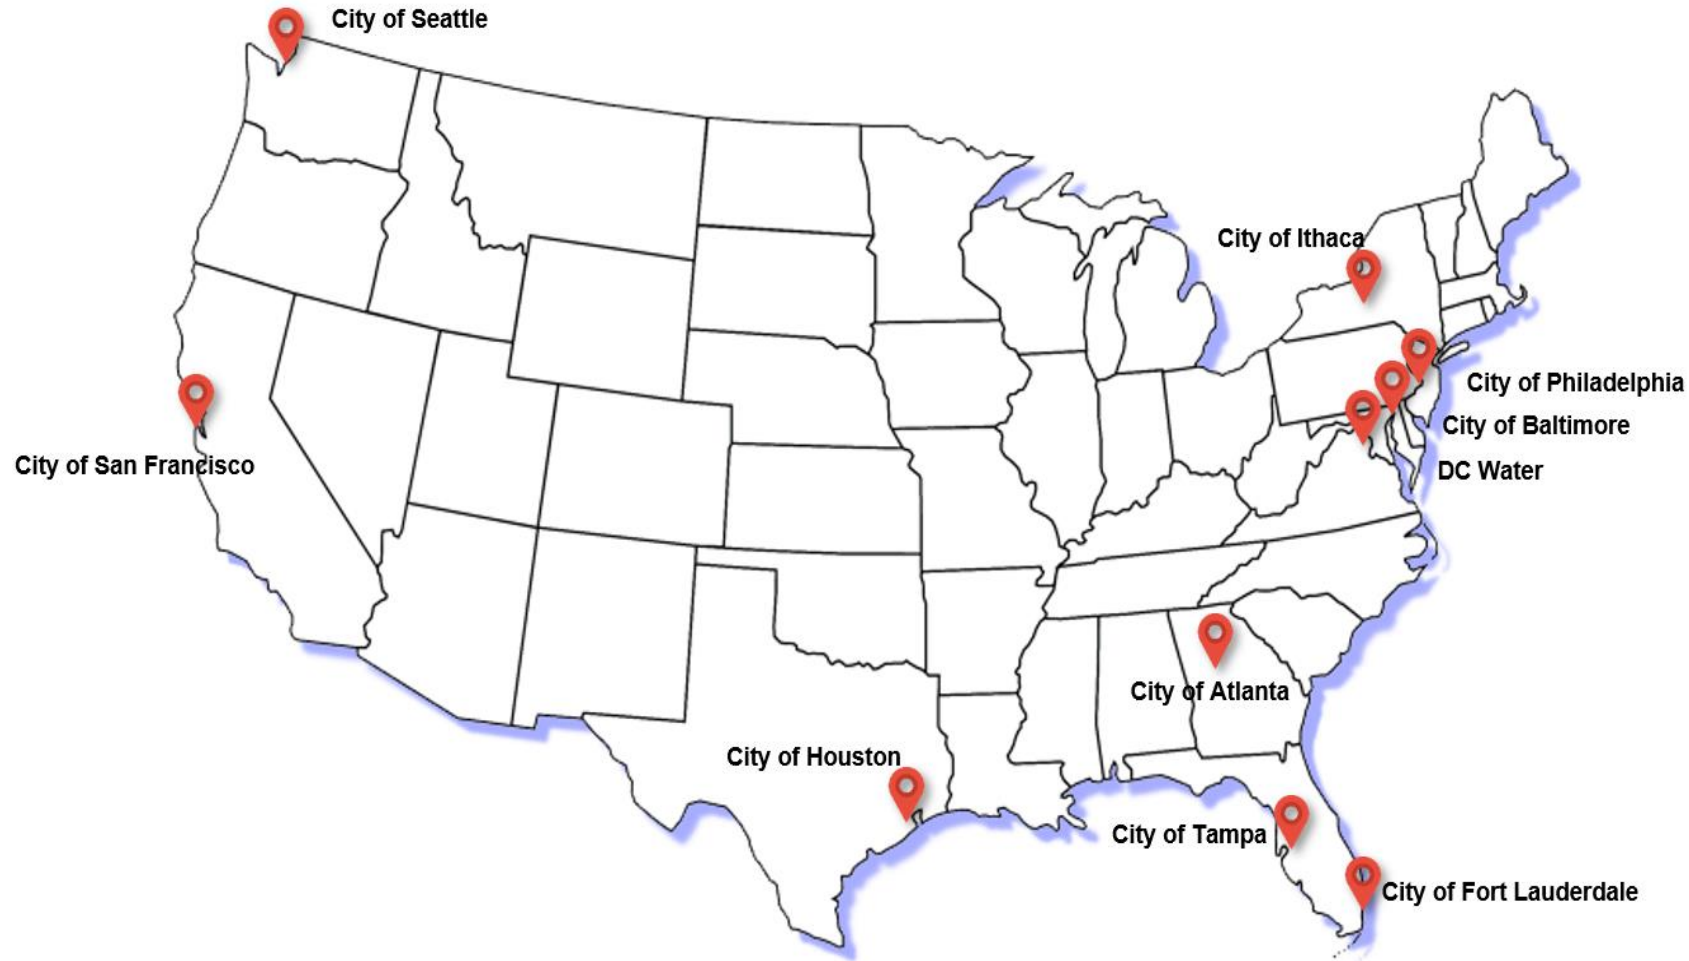 City of Seattle
City of Ithaca
City of Philadelphia
City of Baltimore
City of San Francisco
DC Water
City of Atlanta
City of Houston
City of Tampa
City of Fort Lauderdale